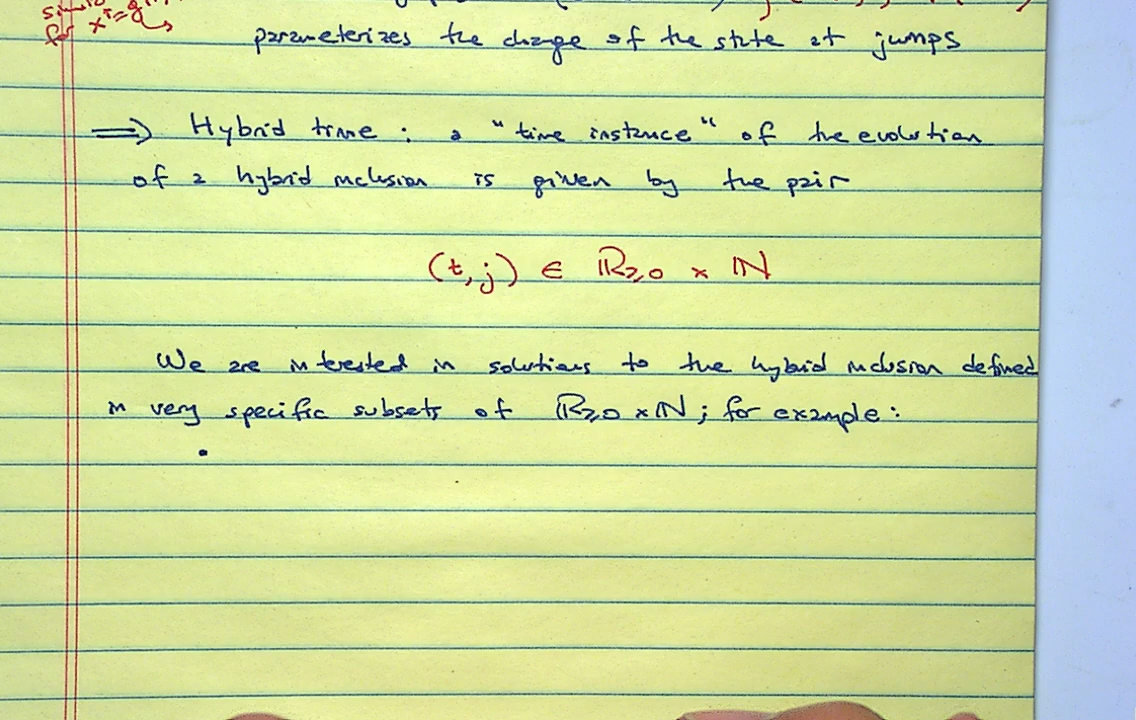 for x⁺=g
parameterizes the change of the state at jumps
⟹ Hybrid time : a "time instance" of the evolution
of a hybrid inclusion is given by the pair
(t,j) ∈ ℝ≥0 × ℕ
We are interested in solutions to the hybrid inclusion defined
in very specific subsets of ℝ≥0 × ℕ ; for example :
•